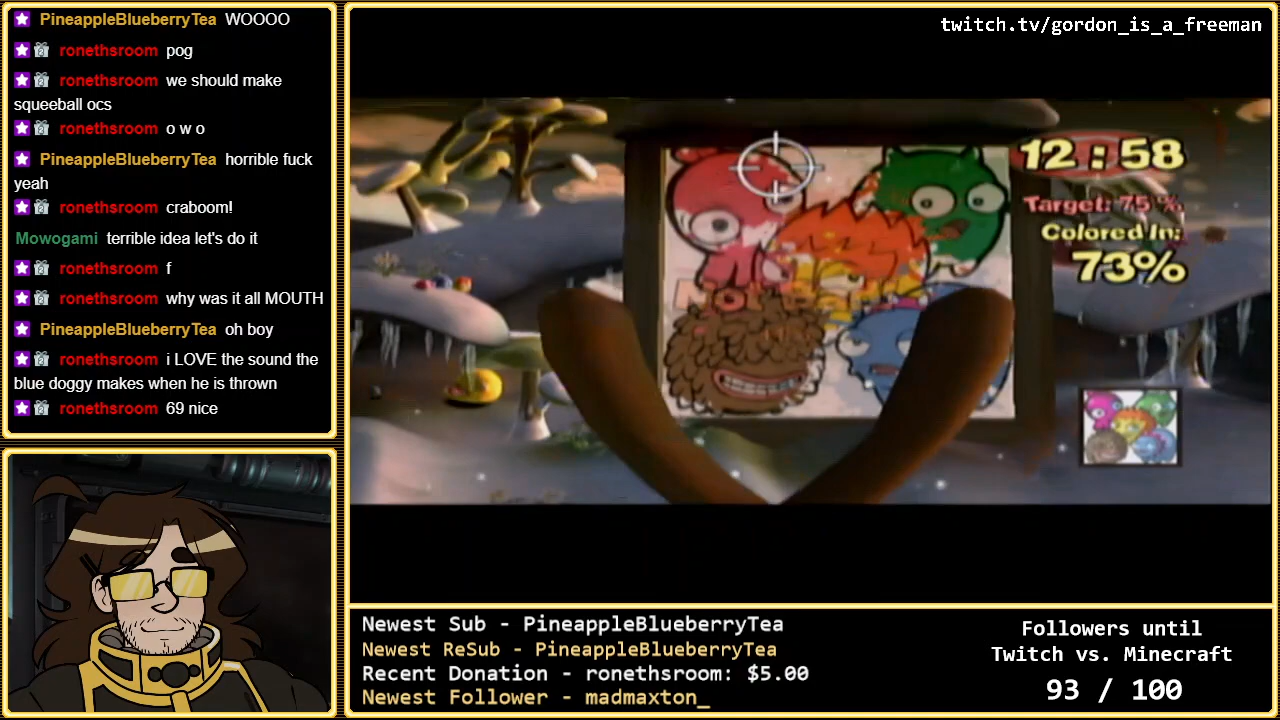 PineappleBlueberryTea WOOOO
ronethsroom pog
ronethsroom we should make
squeeball ocs
ronethsroom o w o
PineappleBlueberryTea horrible fuck
yeah
ronethsroom craboom!
Mowogami terrible idea let's do it
ronethsroom f
ronethsroom why was it all MOUTH
PineappleBlueberryTea oh boy
ronethsroom i LOVE the sound the
blue doggy makes when he is thrown
ronethsroom 69 nice
twitch.tv/gordon_is_a_freeman
12 : 58
Target: 75 %
Colored In:
73%
Not
Newest Sub - PineappleBlueberryTea
Newest ReSub - PineappleBlueberryTea
Recent Donation - ronethsroom: $5.00
Newest Follower - madmaxton_
Followers until
Twitch vs. Minecraft
93 / 100